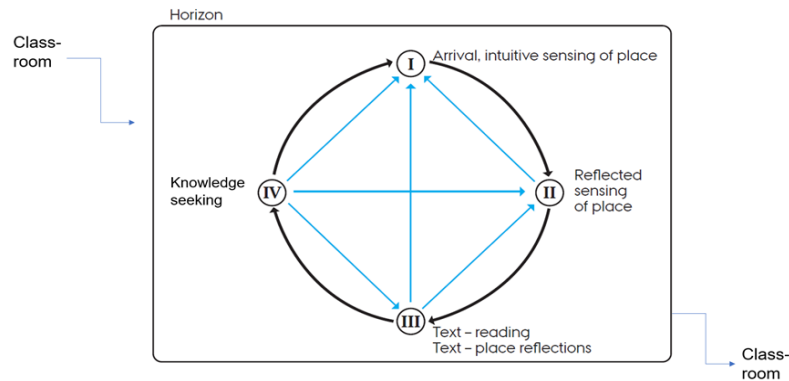 Horizon
Class-
room
I
Arrival, intuitive sensing of place
Knowledge
seeking
IV
II
Reflected
sensing
of place
III
Text – reading
Text – place reflections
Class-
room